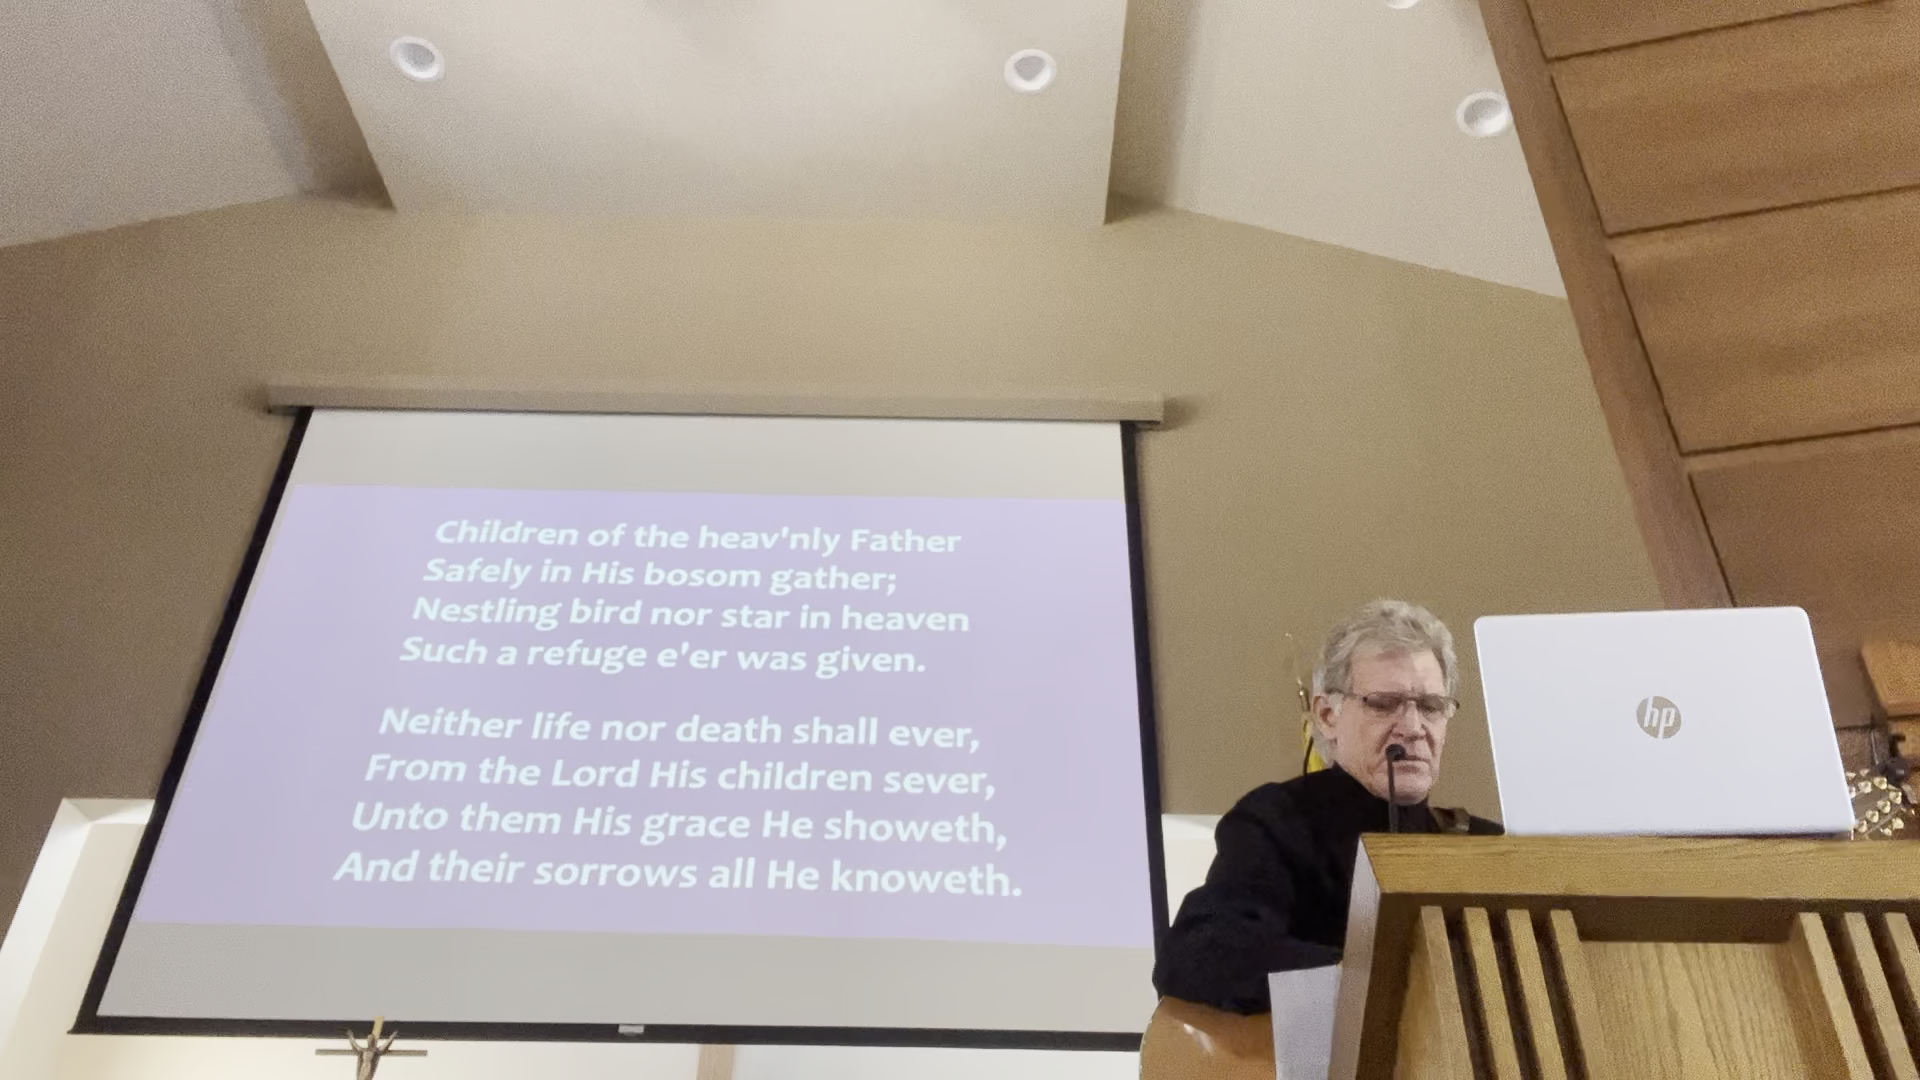 Children of the heav'nly Father
Safely in His bosom gather;
Nestling bird nor star in heaven
Such a refuge e'er was given.
Neither life nor death shall ever,
From the Lord His children sever,
Unto them His grace He showeth,
And their sorrows all He knoweth.
hp